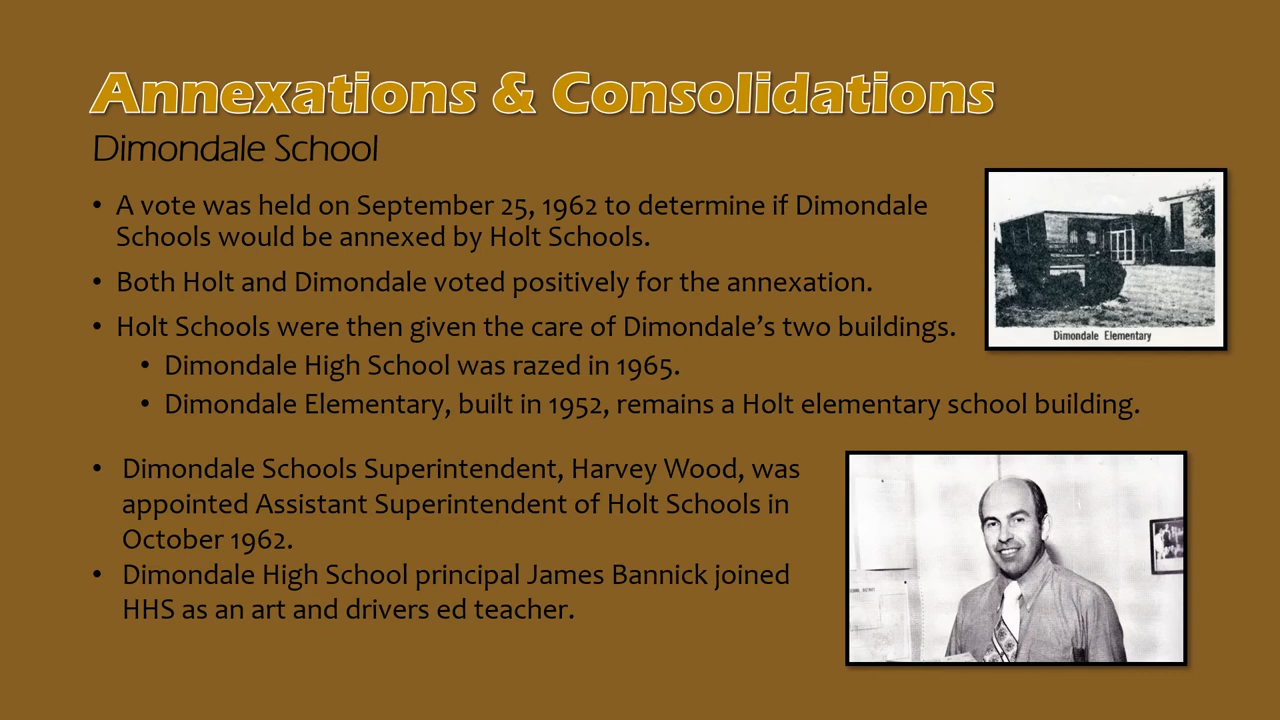 Annexations & Consolidations
Dimondale School
• A vote was held on September 25, 1962 to determine if Dimondale
Schools would be annexed by Holt Schools.
• Both Holt and Dimondale voted positively for the annexation.
• Holt Schools were then given the care of Dimondale’s two buildings.
• Dimondale High School was razed in 1965.
• Dimondale Elementary, built in 1952, remains a Holt elementary school building.
Dimondale Elementary
• Dimondale Schools Superintendent, Harvey Wood, was
appointed Assistant Superintendent of Holt Schools in
October 1962.
• Dimondale High School principal James Bannick joined
HHS as an art and drivers ed teacher.